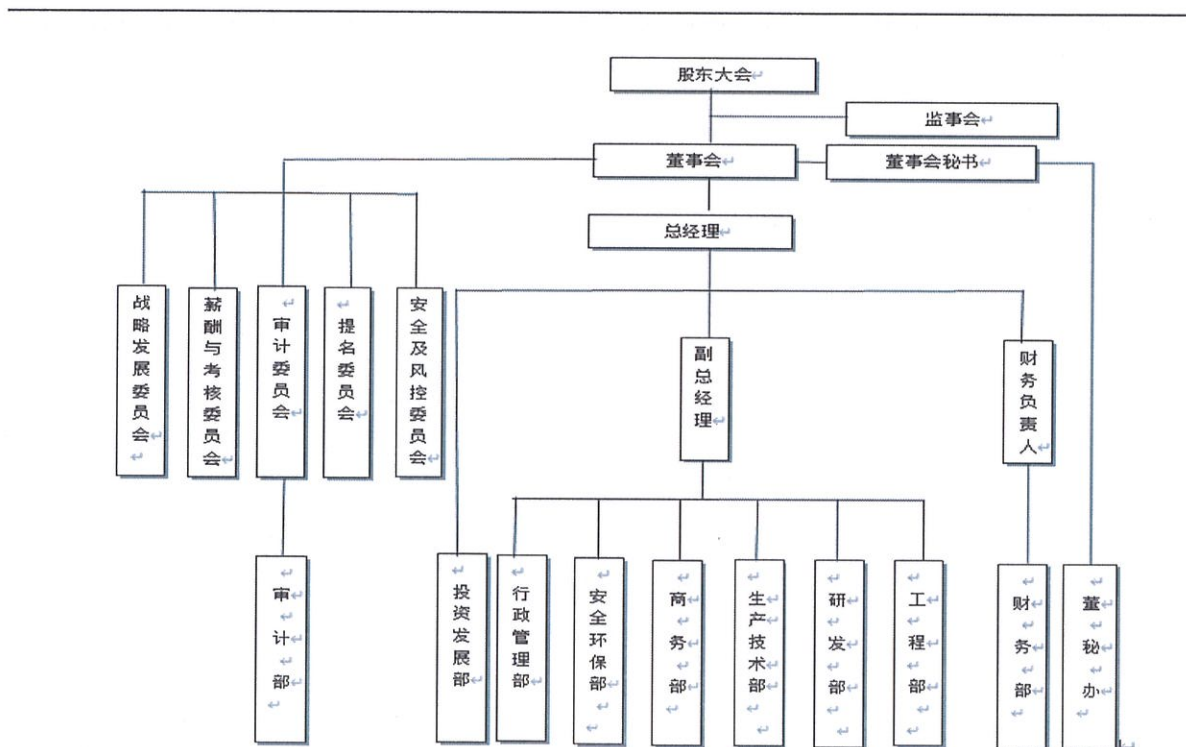 股东大会
监事会
董事会
董事会秘书
总经理
战略发展委员会
薪酬与考核委员会
审计委员会
提名委员会
安全及风控委员会
副总经理
财务负责人
审计部
投资发展部
行政管理部
安全环保部
商务部
生产技术部
研发部
工程部
财务部
董秘办